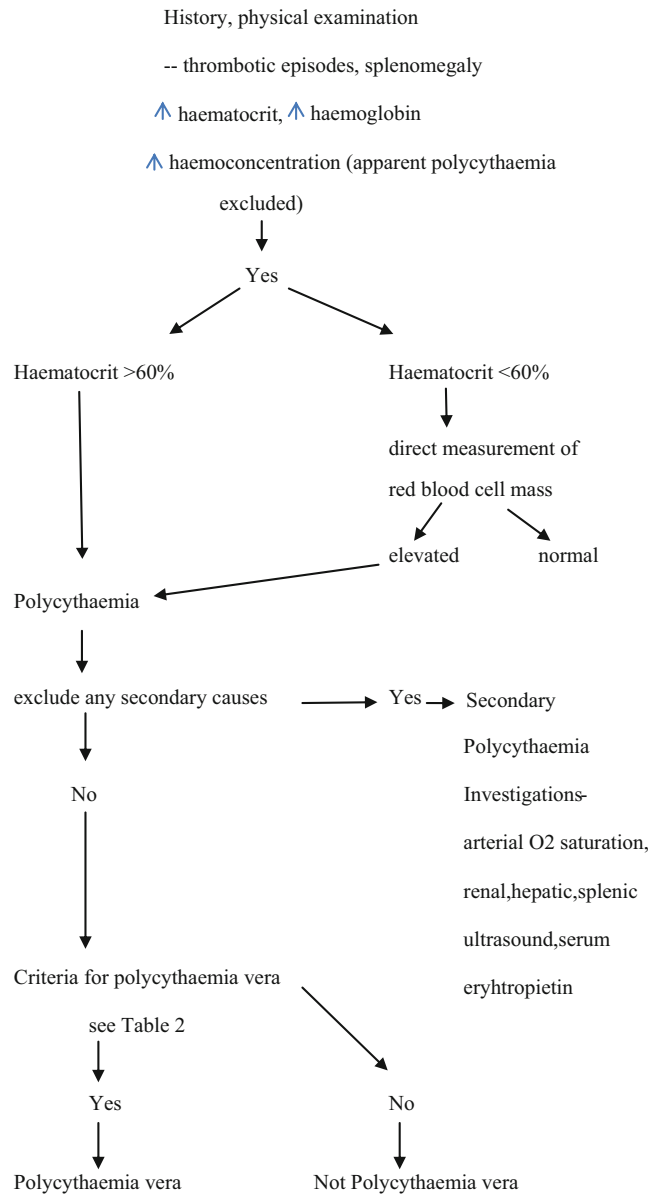 History, physical examination
-- thrombotic episodes, splenomegaly
↑ haematocrit, ↑ haemoglobin
↑ haemoconcentration (apparent polycythaemia
excluded)
Yes
Haematocrit >60%
Haematocrit <60%
direct measurement of
red blood cell mass
elevated
normal
Polycythaemia
exclude any secondary causes
Yes
Secondary
Polycythaemia
Investigations-
arterial O2 saturation,
renal,hepatic,splenic
ultrasound,serum
eryhtropietin
No
Criteria for polycythaemia vera
see Table 2
Yes
No
Polycythaemia vera
Not Polycythaemia vera